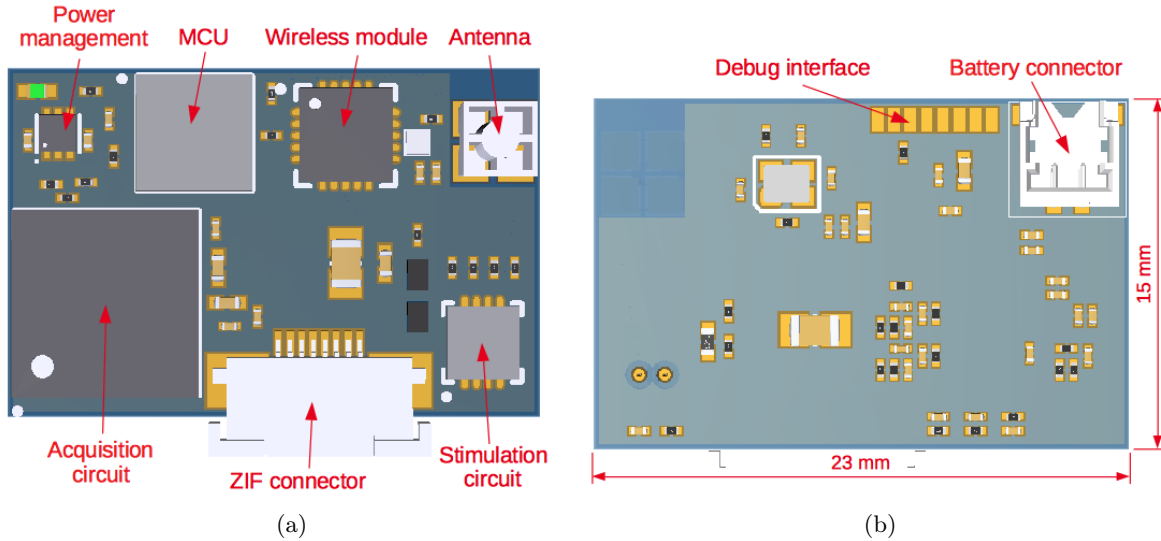 Power
management
MCU
Wireless module
Antenna
Acquisition
circuit
ZIF connector
Stimulation
circuit
(a)
Debug interface
Battery connector
15 mm
23 mm
(b)